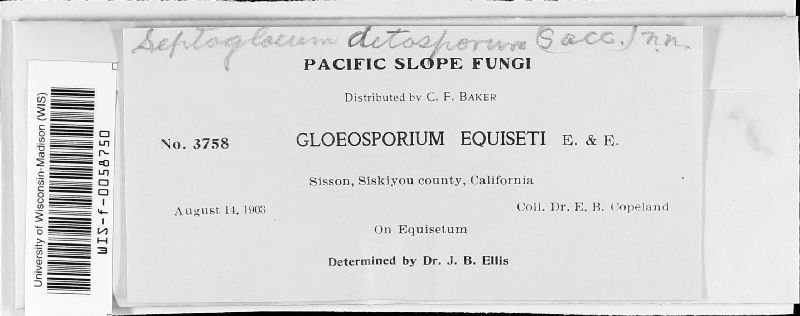 Septogloeum detosporum Sacc. n.n.
PACIFIC SLOPE FUNGI
Distributed by C. F. BAKER
No. 3758
GLOEOSPORIUM EQUISETI E. & E.
Sisson, Siskiyou county, California
August 14, 1903
Coll. Dr. E. B. Copeland
On Equisetum
Determined by Dr. J. B. Ellis
University of Wisconsin-Madison (WIS)
WIS-f-0058750